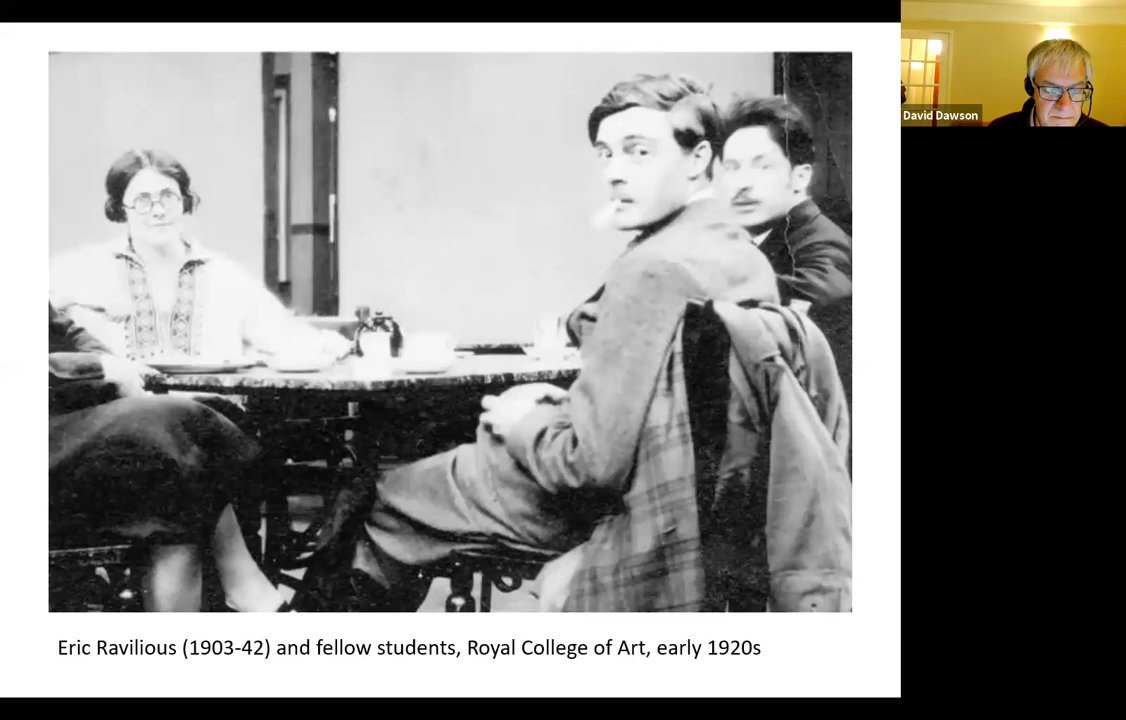 David Dawson
Eric Ravilious (1903-42) and fellow students, Royal College of Art, early 1920s